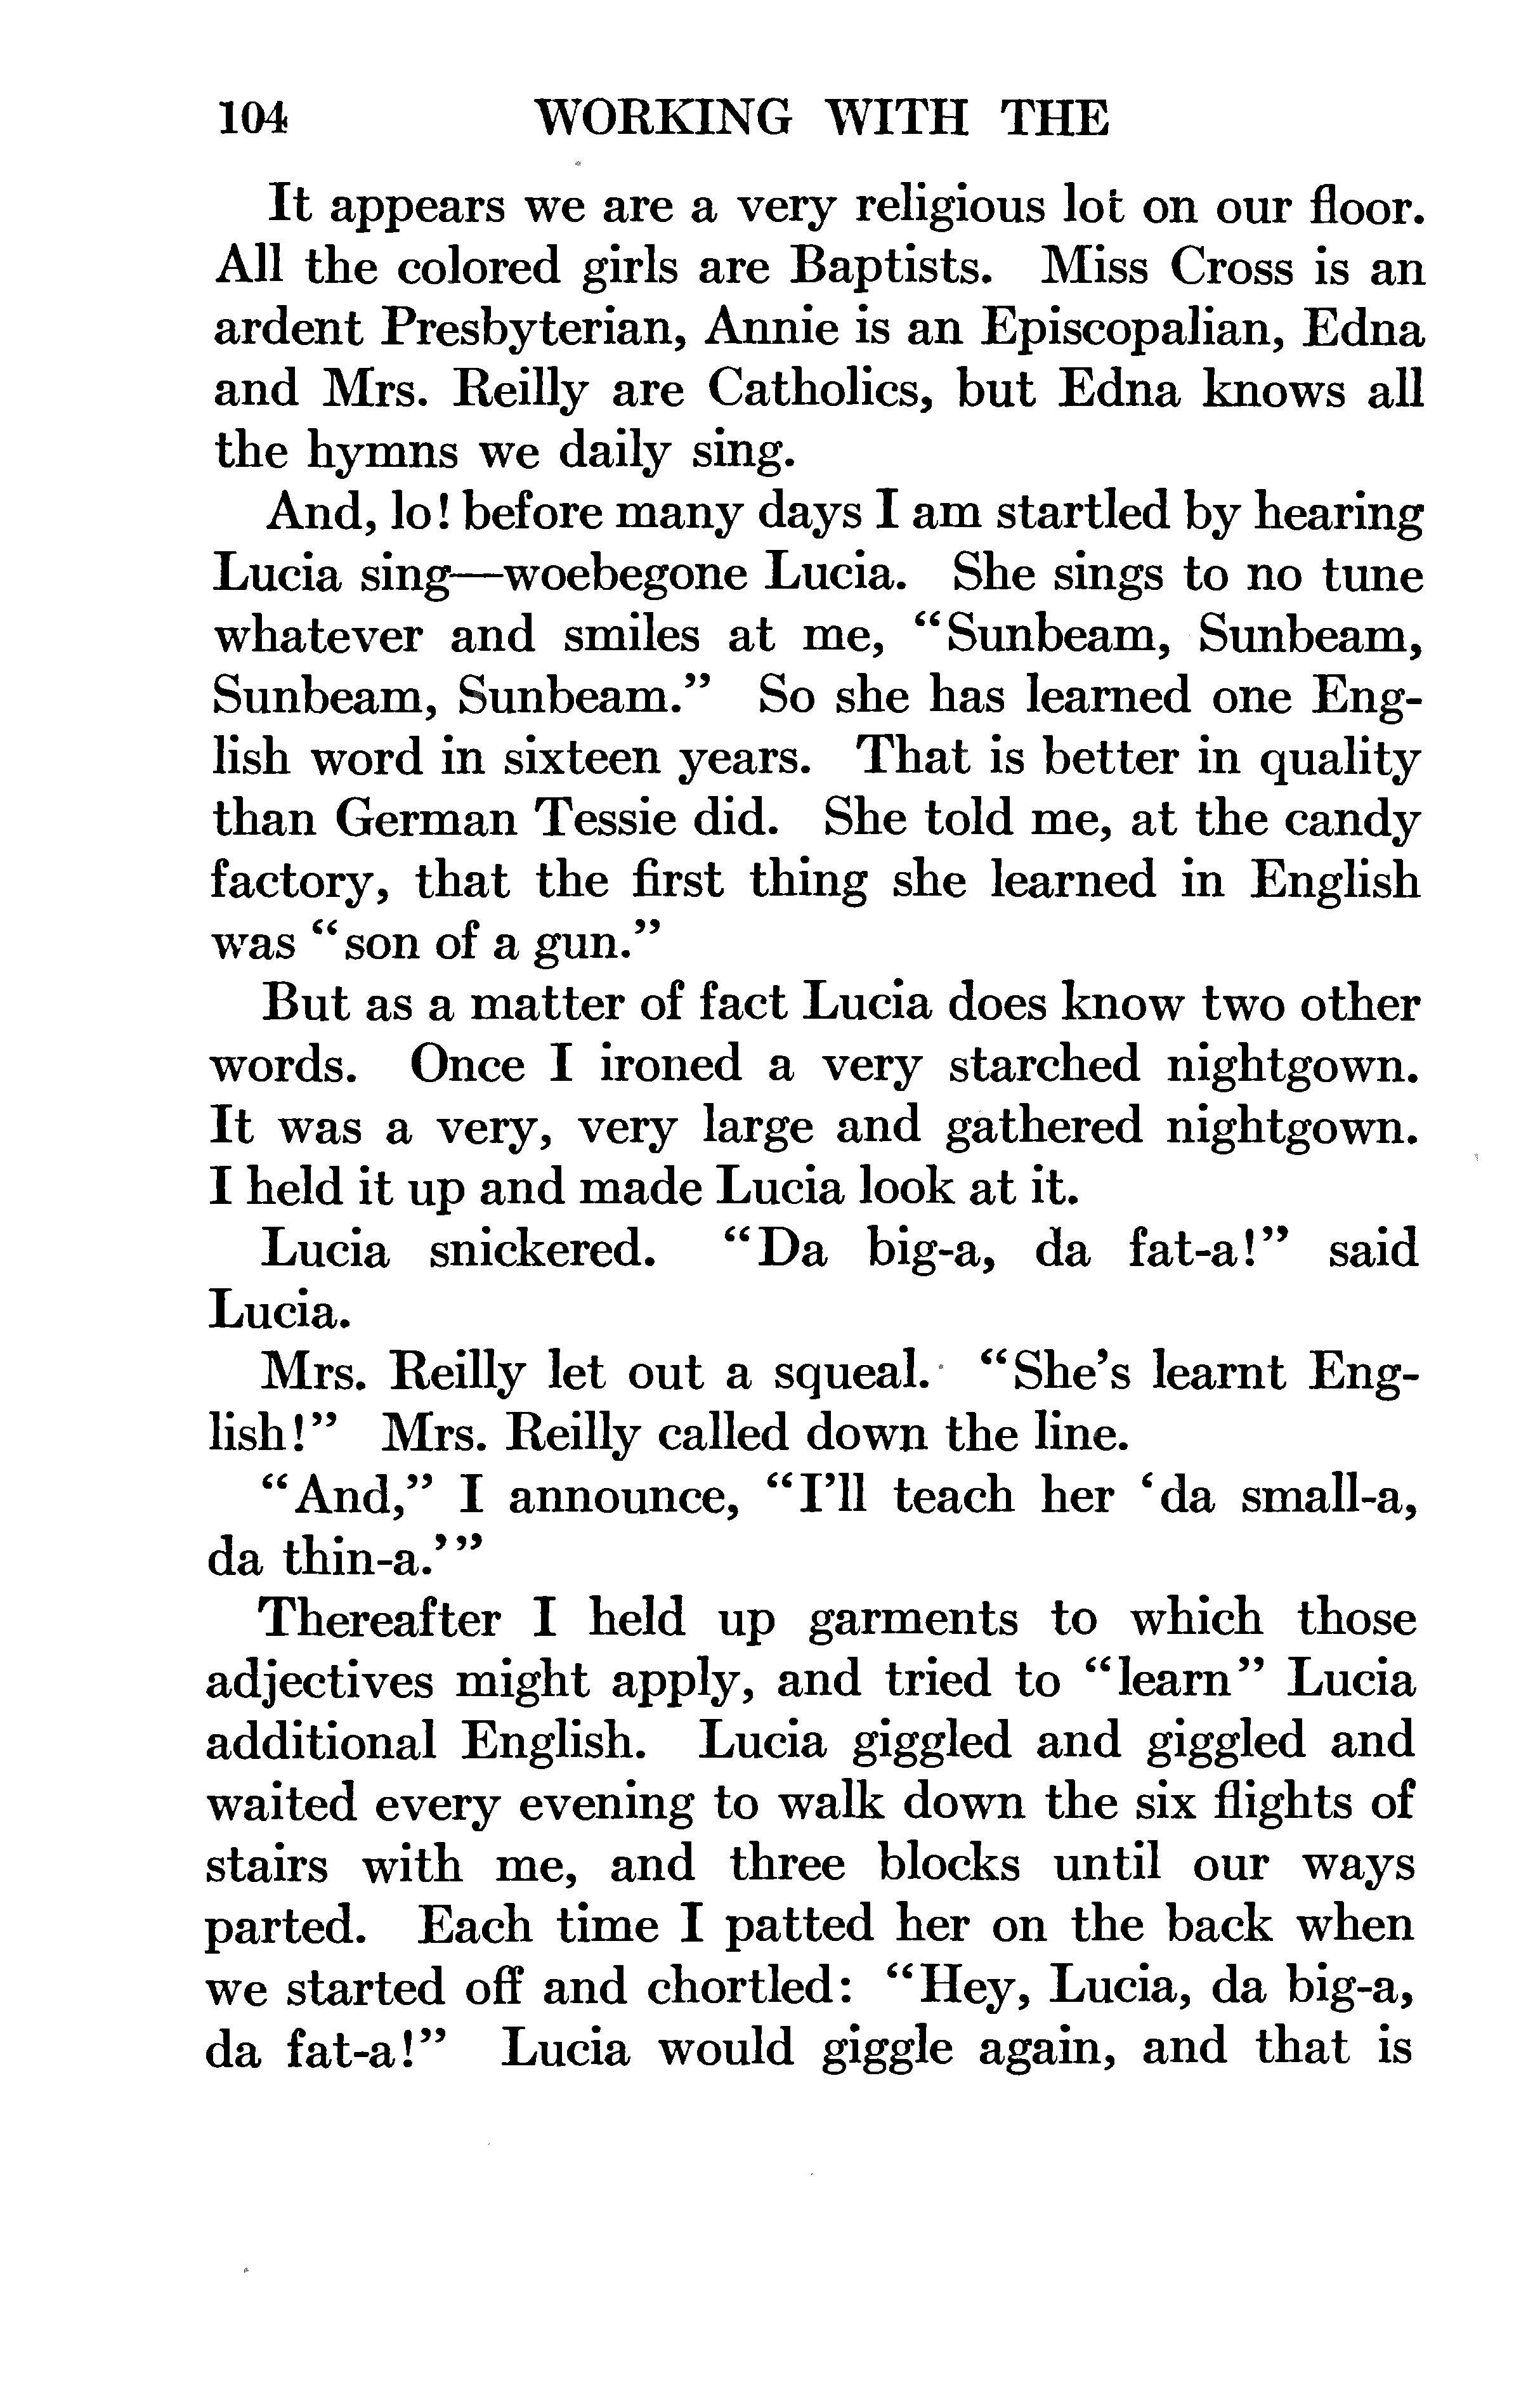 104 WORKING WITH THE
It appears we are a very religious lot on our floor.
All the colored girls are Baptists. Miss Cross is an
ardent Presbyterian, Annie is an Episcopalian, Edna
and Mrs. Reilly are Catholics, but Edna knows all
the hymns we daily sing.
And, lo! before many days I am startled by hearing
Lucia sing—woebegone Lucia. She sings to no tune
whatever and smiles at me, “Sunbeam, Sunbeam,
Sunbeam, Sunbeam.” So she has learned one Eng-
lish word in sixteen years. That is better in quality
than German Tessie did. She told me, at the candy
factory, that the first thing she learned in English
was “son of a gun.”
But as a matter of fact Lucia does know two other
words. Once I ironed a very starched nightgown.
It was a very, very large and gathered nightgown.
I held it up and made Lucia look at it.
Lucia snickered. “Da big-a, da fat-a!” said
Lucia.
Mrs. Reilly let out a squeal. “She’s learnt Eng-
lish!” Mrs. Reilly called down the line.
“And,” I announce, “I’ll teach her ‘da small-a,
da thin-a.’”
Thereafter I held up garments to which those
adjectives might apply, and tried to “learn” Lucia
additional English. Lucia giggled and giggled and
waited every evening to walk down the six flights of
stairs with me, and three blocks until our ways
parted. Each time I patted her on the back when
we started off and chortled: “Hey, Lucia, da big-a,
da fat-a!” Lucia would giggle again, and that is